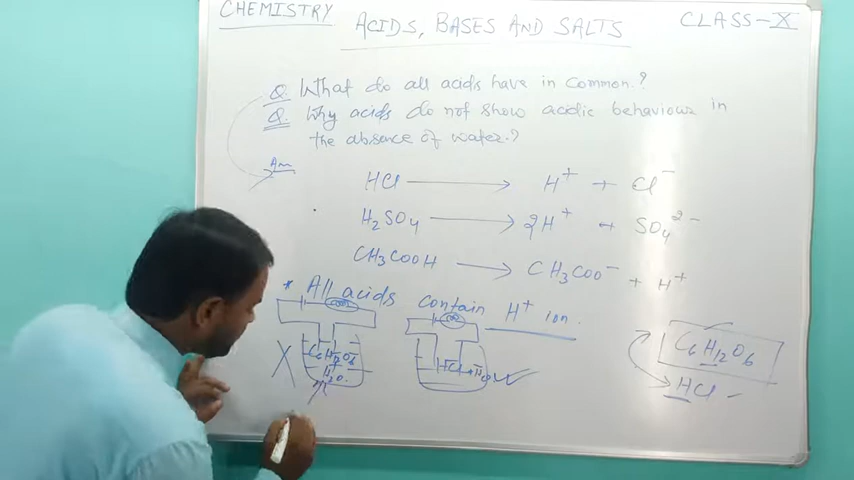 CHEMISTRY ACIDS, BASES AND SALTS CLASS-X
Q. What do all acids have in Common.?
Q. Why acids do not show acidic behaviour in
the absence of water.?
Ans
HCl → H⁺ + Cl⁻
H₂SO₄ → 2H⁺ + SO₄²⁻
CH₃COOH → CH₃COO⁻ + H⁺
* All acids contain H⁺ ion.
C₆H₁₂O₆
+
H₂O.
HCl + H₂O
C₆H₁₂O₆
HCl